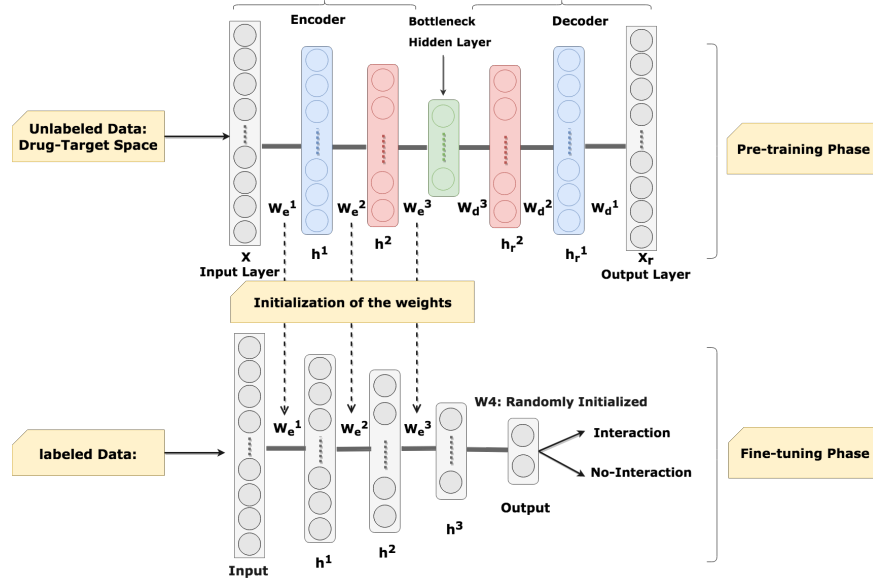 Encoder
Bottleneck
Hidden Layer
Decoder
Unlabeled Data:
Drug-Target Space
Pre-training Phase
We1
We2
We3
Wd3
Wd2
Wd1
X
Input Layer
h1
h2
hr2
hr1
Xr
Output Layer
Initialization of the weights
labeled Data:
We1
We2
We3
W4: Randomly Initialized
Interaction
No-Interaction
Fine-tuning Phase
Output
h3
h2
h1
Input